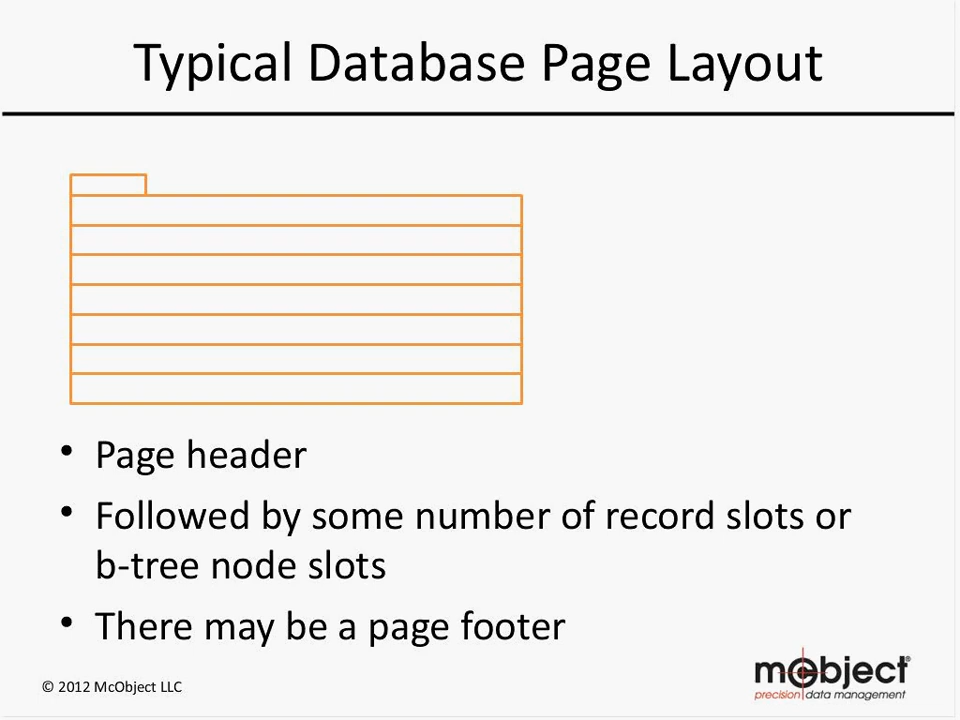 Typical Database Page Layout
• Page header
• Followed by some number of record slots or
b-tree node slots
• There may be a page footer
© 2012 McObject LLC
mcobject®
precision data management